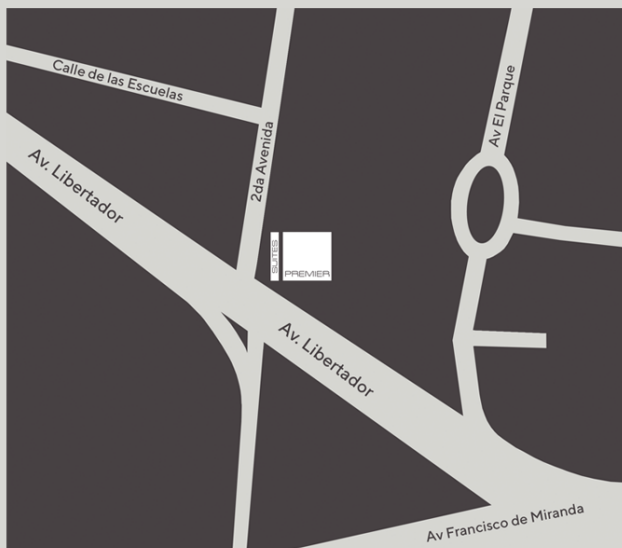 Calle de las Escuelas
Av El Parque
2da Avenida
Av. Libertador
SUITES
PREMIER
Av. Libertador
Av Francisco de Miranda